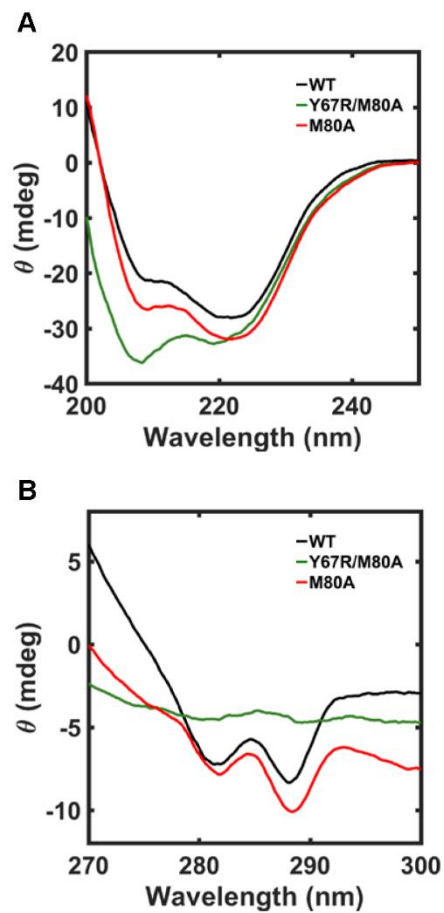 A
20
10
0
-10
-20
-30
-40
θ (mdeg)
WT
Y67R/M80A
M80A
200
220
240
Wavelength (nm)
B
5
0
-5
-10
θ (mdeg)
WT
Y67R/M80A
M80A
270
280
290
300
Wavelength (nm)